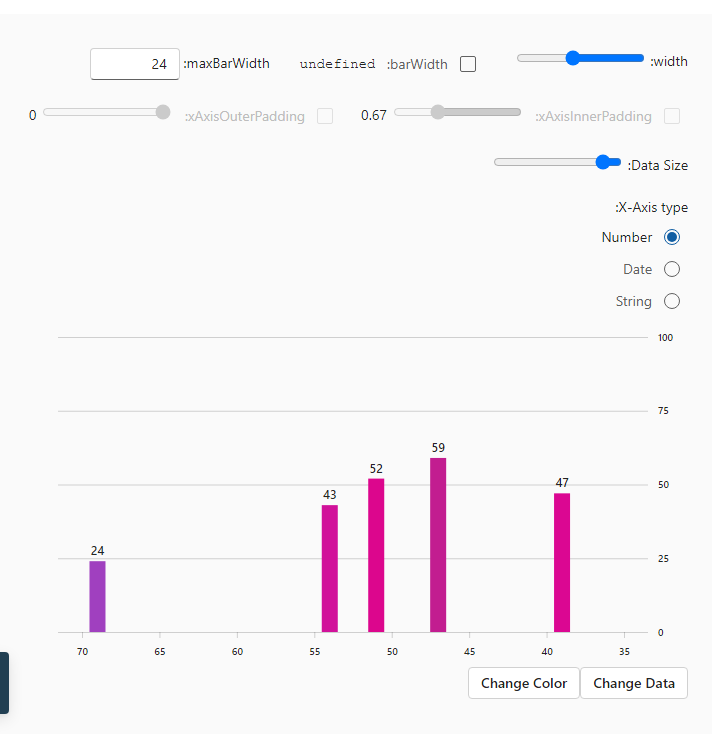 width:
barWidth: undefined
maxBarWidth: 24
xAxisInnerPadding: 0.67
xAxisOuterPadding: 0
Data Size:
X-Axis type:
Number
Date
String
100
75
50
25
0
59
52
47
43
24
70 65 60 55 50 45 40 35
Change Color Change Data